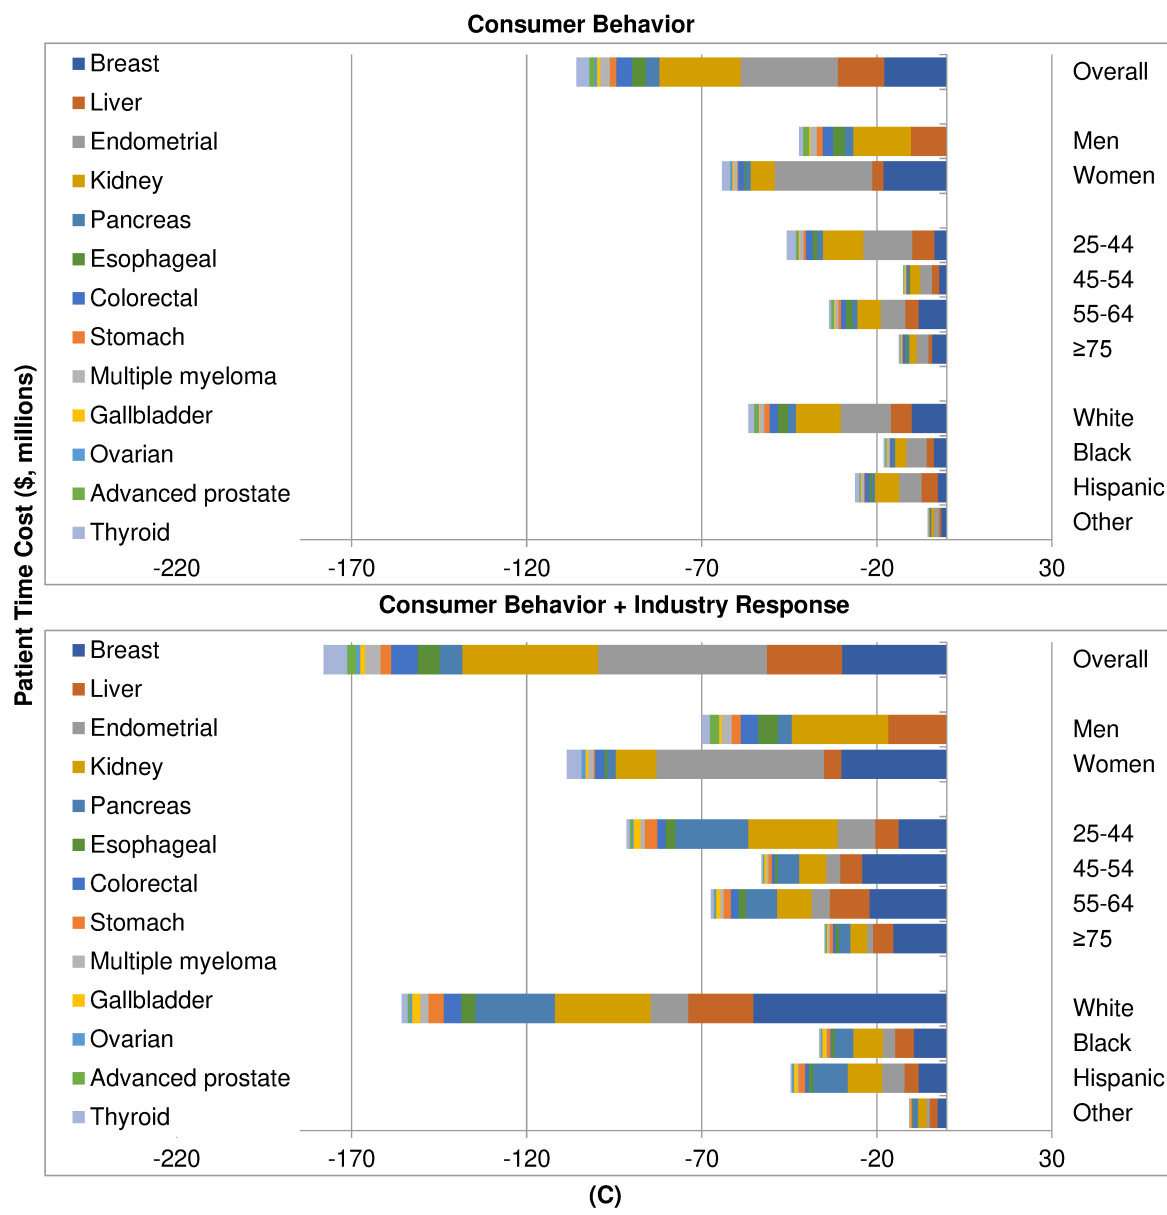 Consumer Behavior
Breast
Liver
Endometrial
Kidney
Pancreas
Esophageal
Colorectal
Stomach
Multiple myeloma
Gallbladder
Ovarian
Advanced prostate
Thyroid
Overall
Men
Women
25-44
45-54
55-64
≥75
White
Black
Hispanic
Other
-220 -170 -120 -70 -20 30
Patient Time Cost ($, millions)
Consumer Behavior + Industry Response
Breast
Liver
Endometrial
Kidney
Pancreas
Esophageal
Colorectal
Stomach
Multiple myeloma
Gallbladder
Ovarian
Advanced prostate
Thyroid
Overall
Men
Women
25-44
45-54
55-64
≥75
White
Black
Hispanic
Other
-220 -170 -120 -70 -20 30
(C)